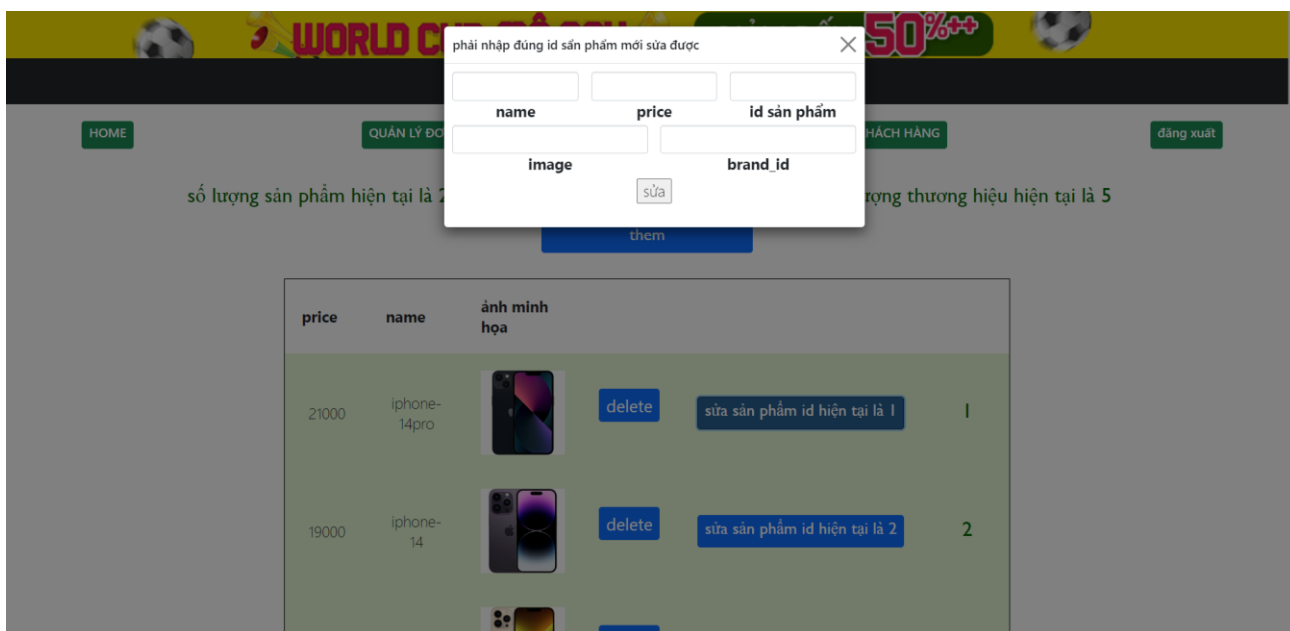 WORLD CU
50%++
phải nhập đúng id sẩn phẩm mới sửa được
name price id sản phẩm
image brand_id
sửa
HOME QUẢN LÝ ĐƠ HÁCH HÀNG đăng xuất
số lượng sản phẩm hiện tại là 2 ượng thương hiệu hiện tại là 5
them
price name ảnh minh họa
21000 iphone-14pro delete sửa sản phẩm id hiện tại là 1 1
19000 iphone-14 delete sửa sản phẩm id hiện tại là 2 2